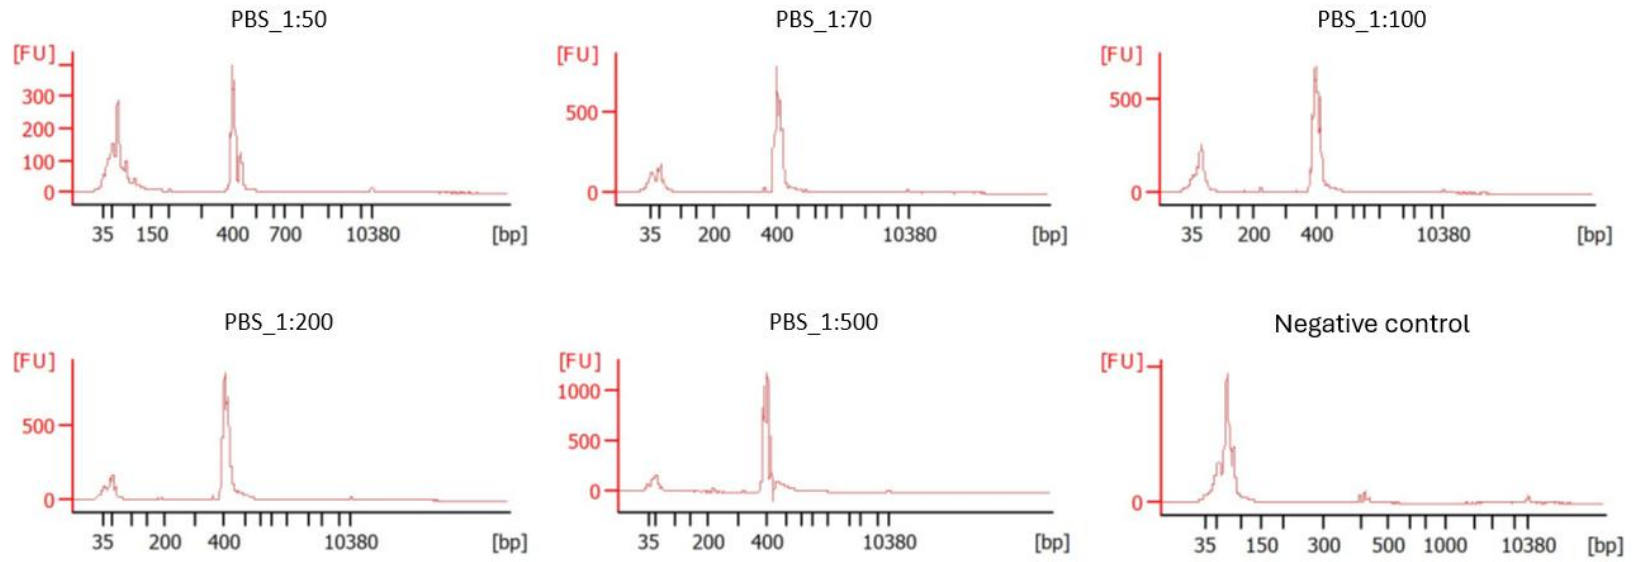 PBS_1:50
[FU]
300
200
100
0
35 150 400 700 10380 [bp]
PBS_1:70
[FU]
500
0
35 200 400 10380 [bp]
PBS_1:100
[FU]
500
0
35 200 400 10380 [bp]
PBS_1:200
[FU]
500
0
35 200 400 10380 [bp]
PBS_1:500
[FU]
1000
500
0
35 200 400 10380 [bp]
Negative control
[FU]
0
35 150 300 500 1000 10380 [bp]